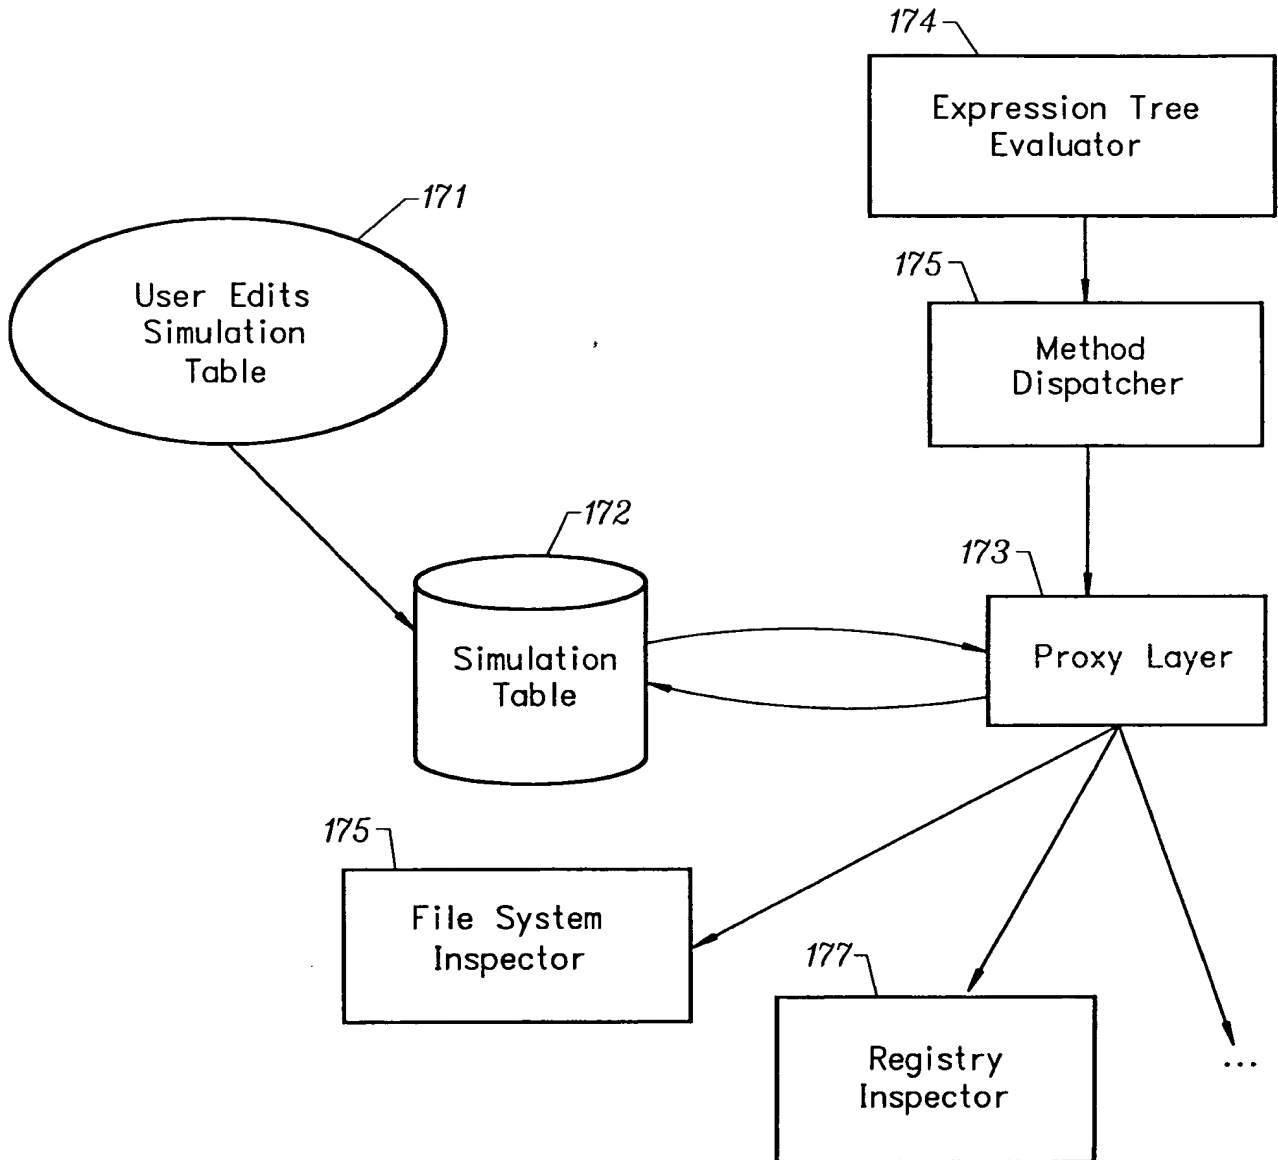 174
Expression Tree
Evaluator
171
User Edits
Simulation
Table
175
Method
Dispatcher
172
Simulation
Table
173
Proxy Layer
175
File System
Inspector
177
Registry
Inspector
...